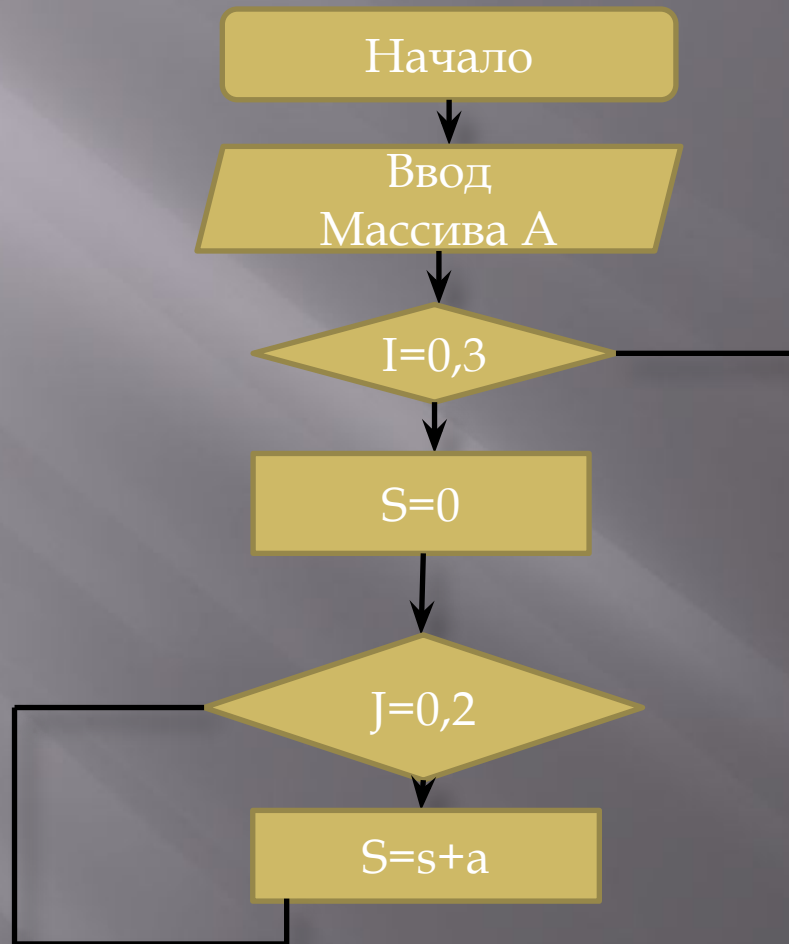 Начало
Ввод
Массива А
I=0,3
S=0
J=0,2
S=s+a